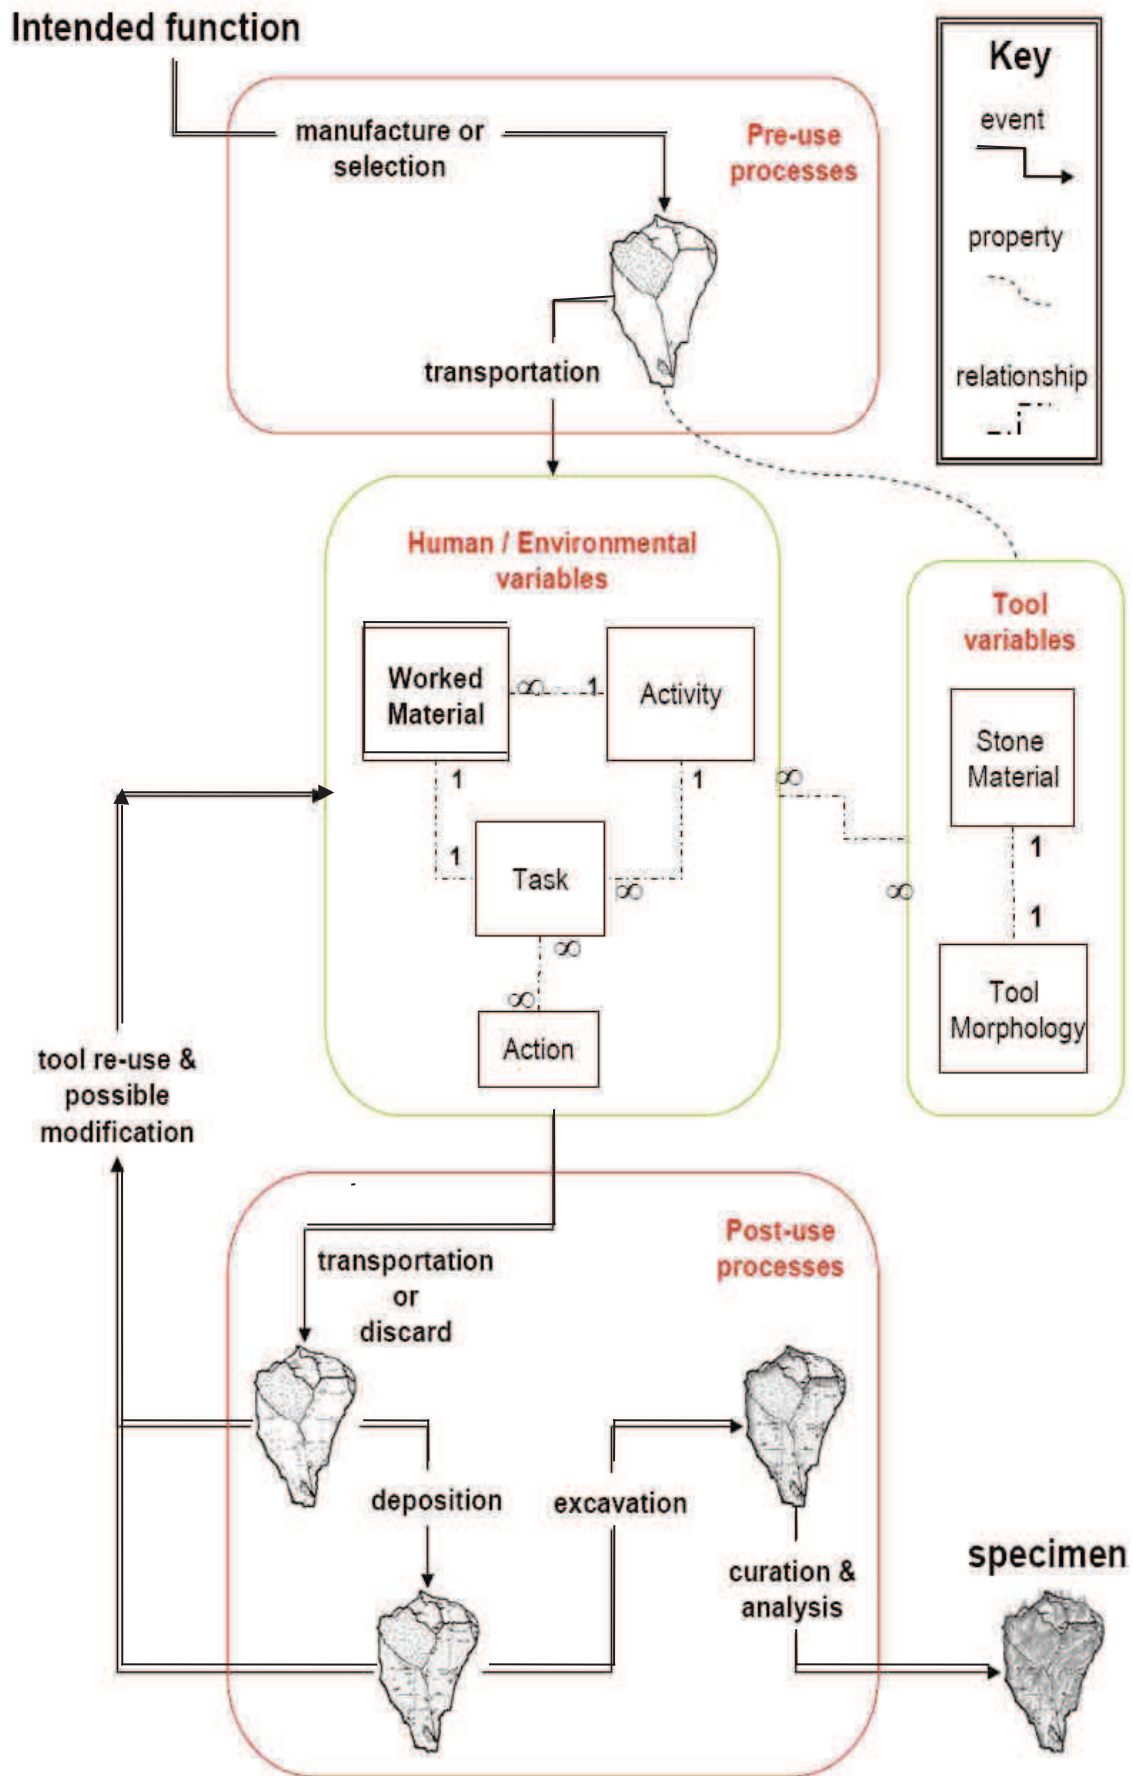 Intended function
manufacture or
selection
Pre-use
processes
transportation
Key
event
property
relationship
Human / Environmental
variables
Worked
Material
∞
1
Activity
1
1
1
Task
∞
∞
∞
Action
∞
∞
Tool
variables
Stone
Material
1
1
Tool
Morphology
tool re-use &
possible
modification
Post-use
processes
transportation
or
discard
deposition
excavation
curation &
analysis
specimen